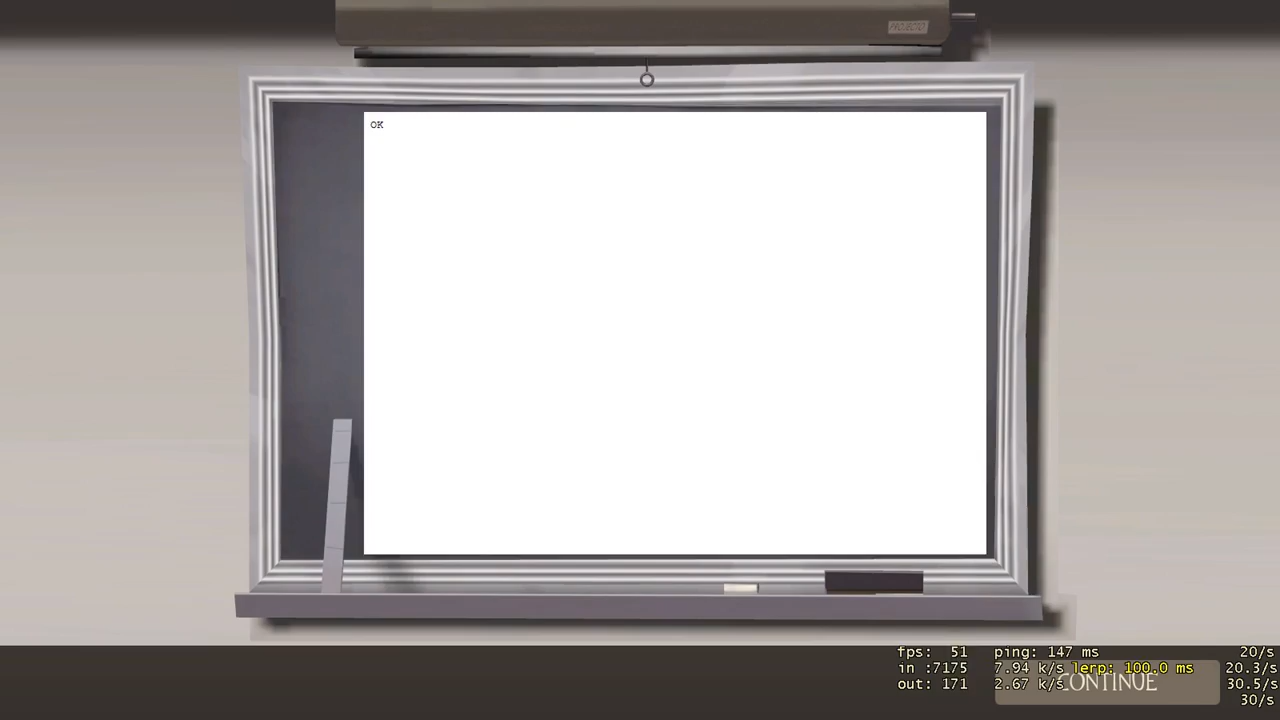 PROJECTO
OK
fps: 51 ping: 147 ms 20/s
in :7175 7.94 k/s lerp: 100.0 ms 20.3/s
out: 171 2.67 k/s 30.5/s
CONTINUE
30/s